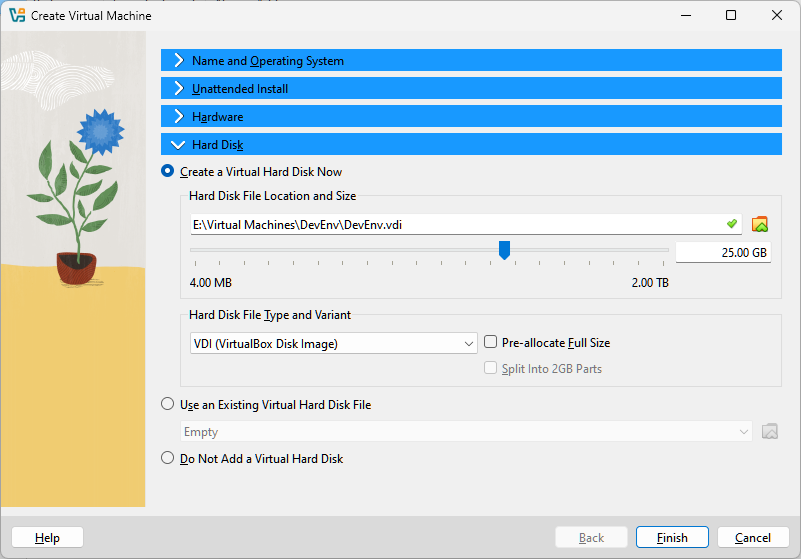 Create Virtual Machine
Name and Operating System
Unattended Install
Hardware
Hard Disk
Create a Virtual Hard Disk Now
Hard Disk File Location and Size
E:\Virtual Machines\DevEnv\DevEnv.vdi
25.00 GB
4.00 MB 2.00 TB
Hard Disk File Type and Variant
VDI (VirtualBox Disk Image) Pre-allocate Full Size
Split Into 2GB Parts
Use an Existing Virtual Hard Disk File
Empty
Do Not Add a Virtual Hard Disk
Help Back Finish Cancel